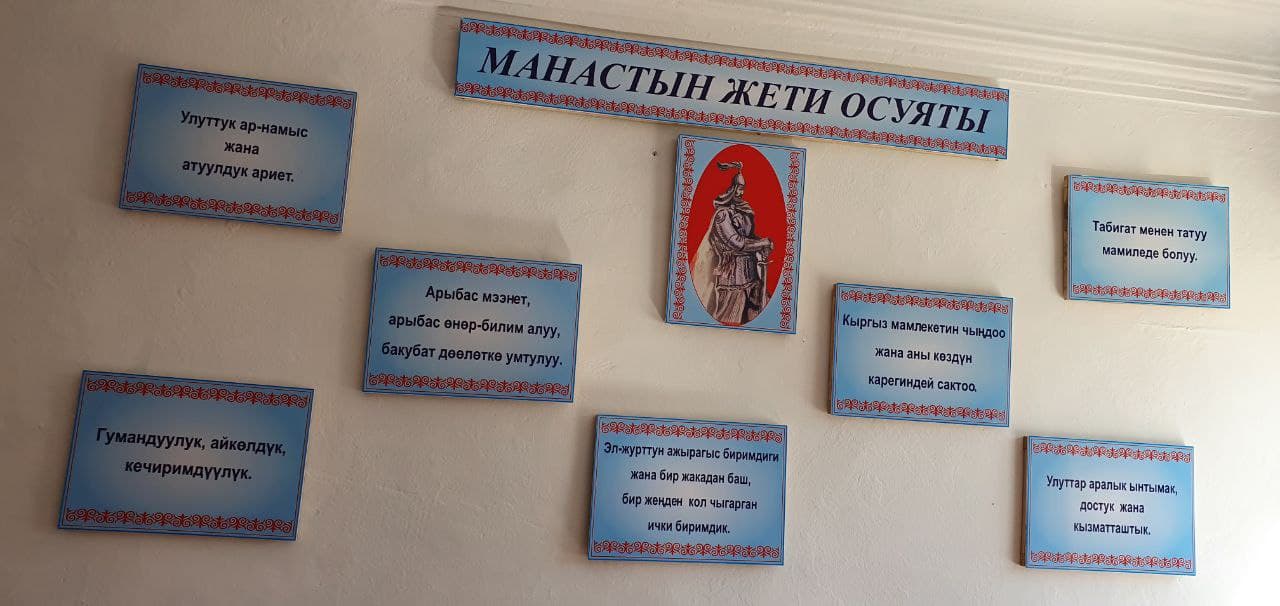 МАНАСТЫН ЖЕТИ ОСУЯТЫ
Улуттук ар-намыс
жана
атуулдук ариет.
Арыбас мээнет,
арыбас өнөр-билим алуу,
бакубат дөөлөткө умтулуу.
Гумандуулук, айкөлдүк,
кечиримдүүлүк.
Эл-журттун ажырагыс биримдиги
жана бир жакадан баш,
бир жеңден кол чыгарган
ички биримдик.
Кыргыз мамлекетин чыңдоо
жана аны көздүн
карегиндей сактоо.
Табигат менен татуу
мамиледе болуу.
Улуттар аралык ынтымак,
достук жана
кызматташтык.